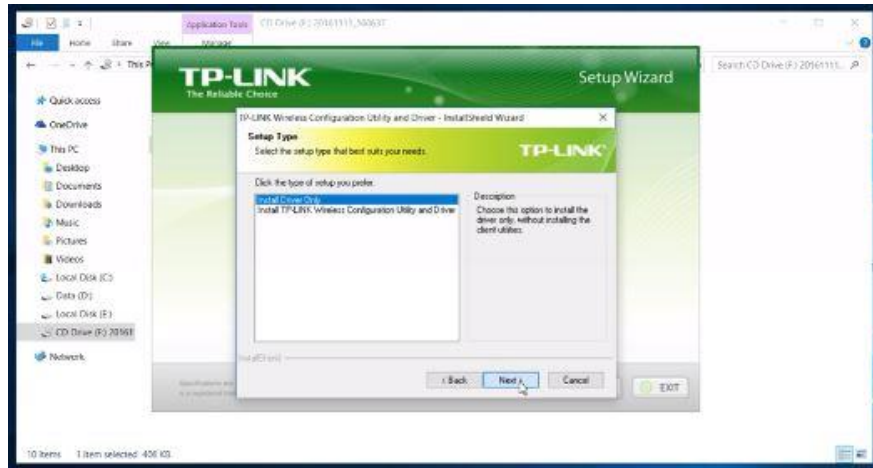 Application Tools CD Drive (F:) 20161111_500637
File Home Share View Manage
This P
Search CD Drive (F:) 20161111...
Quick access
OneDrive
This PC
Desktop
Documents
Downloads
Music
Pictures
Videos
Local Disk (C:)
Data (D:)
Local Disk (E:)
CD Drive (F:) 20161
Network
TP-LINK
The Reliable Choice
Setup Wizard
TP-LINK Wireless Configuration Utility and Driver - InstallShield Wizard
Setup Type
Select the setup type that best suits your needs.
TP-LINK
Click the type of setup you prefer.
Install Driver Only
Install TP-LINK Wireless Configuration Utility and Driver
Description
Choose this option to install the
driver only, without installing the
client utilities.
InstallShield
< Back Next > Cancel
EXIT
10 items 1 item selected 406 KB